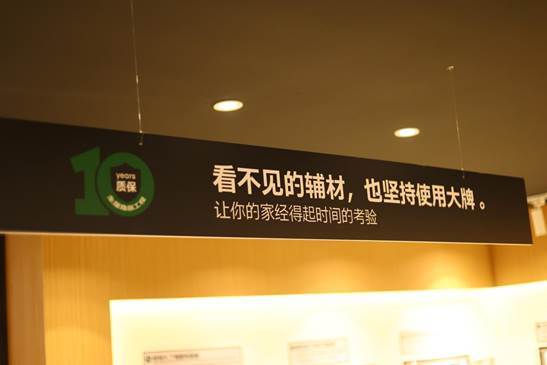 10
years
质保
看不见的辅材，也坚持使用大牌。
让你的家经得起时间的考验